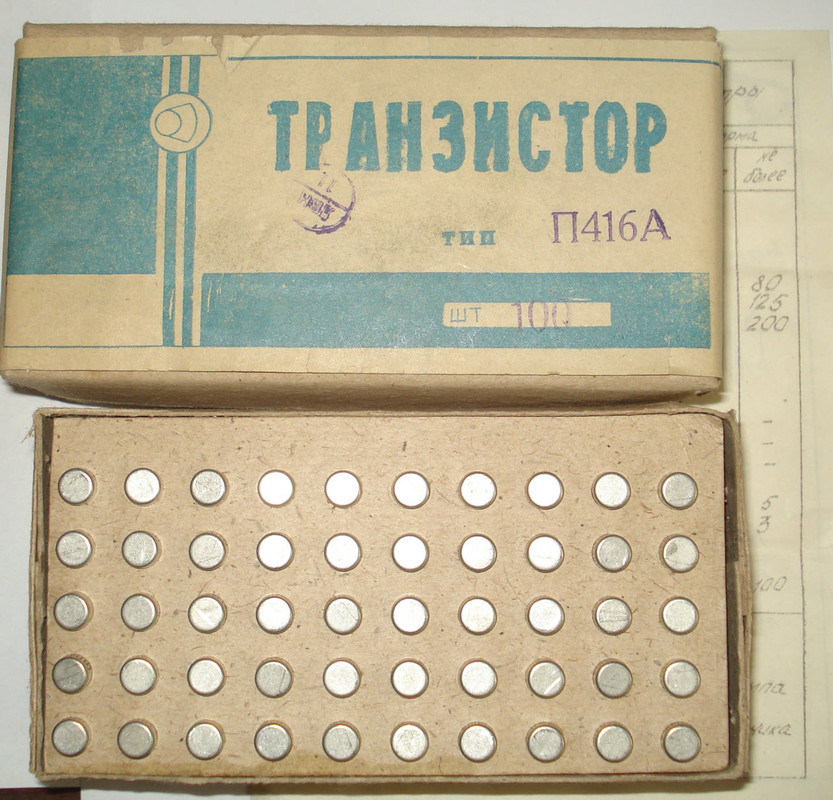 ТРАНЗИСТОР
тип П416А
ШТ 100
не
более
80
125
200
-
-
-
5
3
100